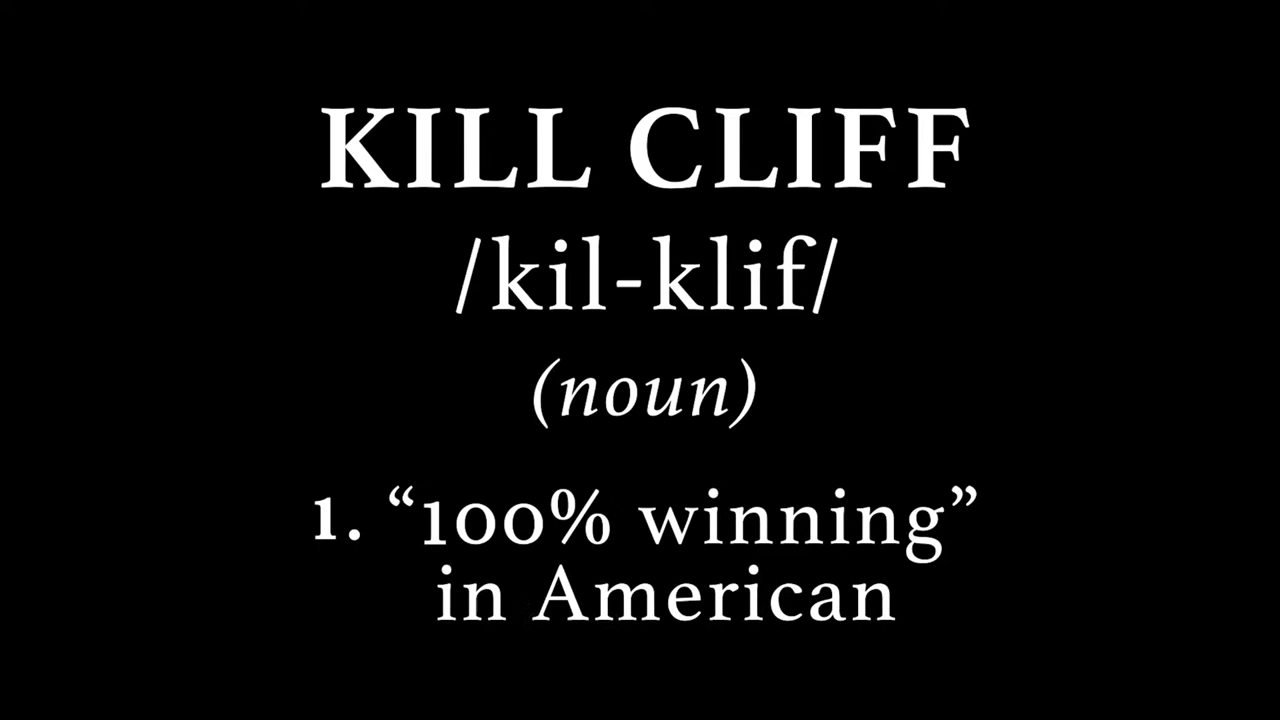 KILL CLIFF
/kil-klif/
(noun)
1. “100% winning”
in American